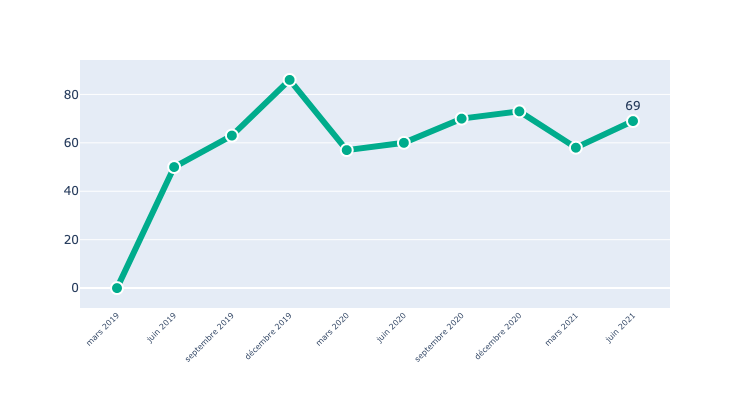 80
60
40
20
0
69
mars 2019
juin 2019
septembre 2019
décembre 2019
mars 2020
juin 2020
septembre 2020
décembre 2020
mars 2021
juin 2021